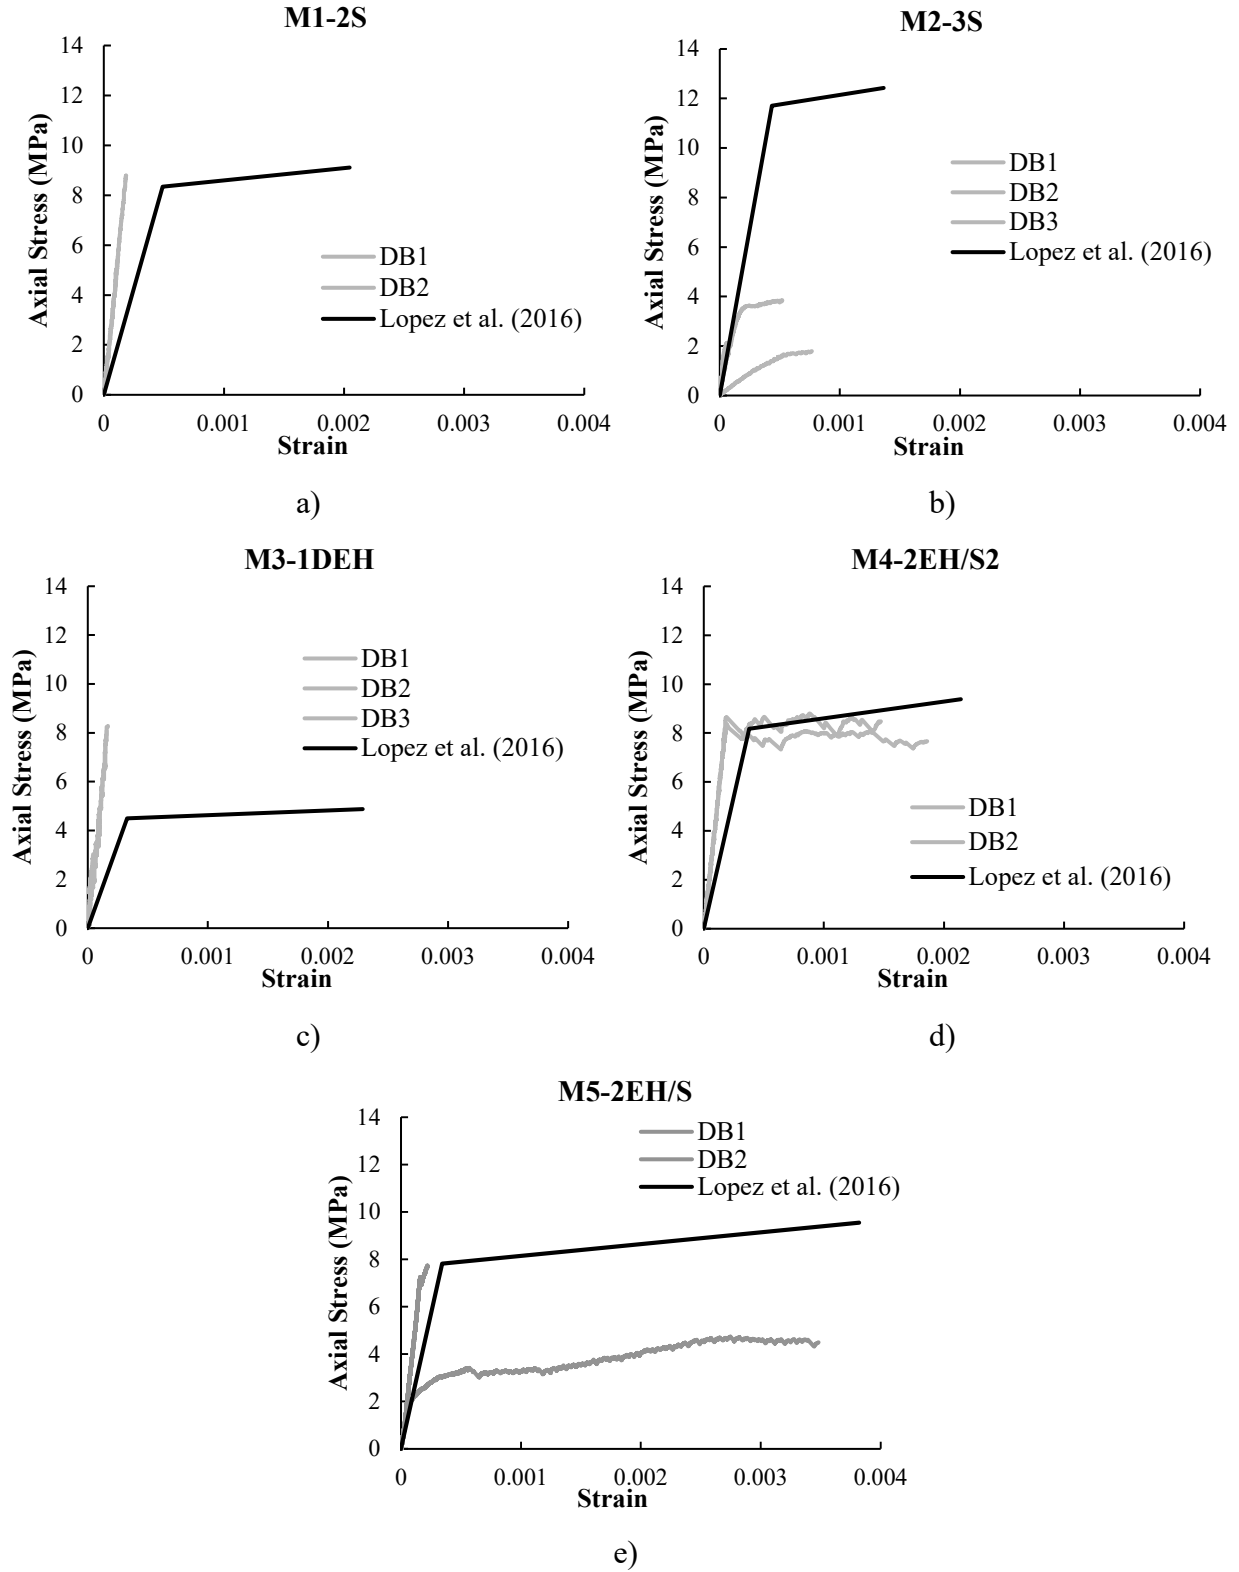 M1-2S
14
12
10
8
6
4
2
0
Axial Stress (MPa)
DB1
DB2
Lopez et al. (2016)
0 0.001 0.002 0.003 0.004
Strain
a)
M2-3S
14
12
10
8
6
4
2
0
Axial Stress (MPa)
DB1
DB2
DB3
Lopez et al. (2016)
0 0.001 0.002 0.003 0.004
Strain
b)
M3-1DEH
14
12
10
8
6
4
2
0
Axial Stress (MPa)
DB1
DB2
DB3
Lopez et al. (2016)
0 0.001 0.002 0.003 0.004
Strain
c)
M4-2EH/S2
14
12
10
8
6
4
2
0
Axial Stress (MPa)
DB1
DB2
Lopez et al. (2016)
0 0.001 0.002 0.003 0.004
Strain
d)
M5-2EH/S
14
12
10
8
6
4
2
0
Axial Stress (MPa)
DB1
DB2
Lopez et al. (2016)
0 0.001 0.002 0.003 0.004
Strain
e)